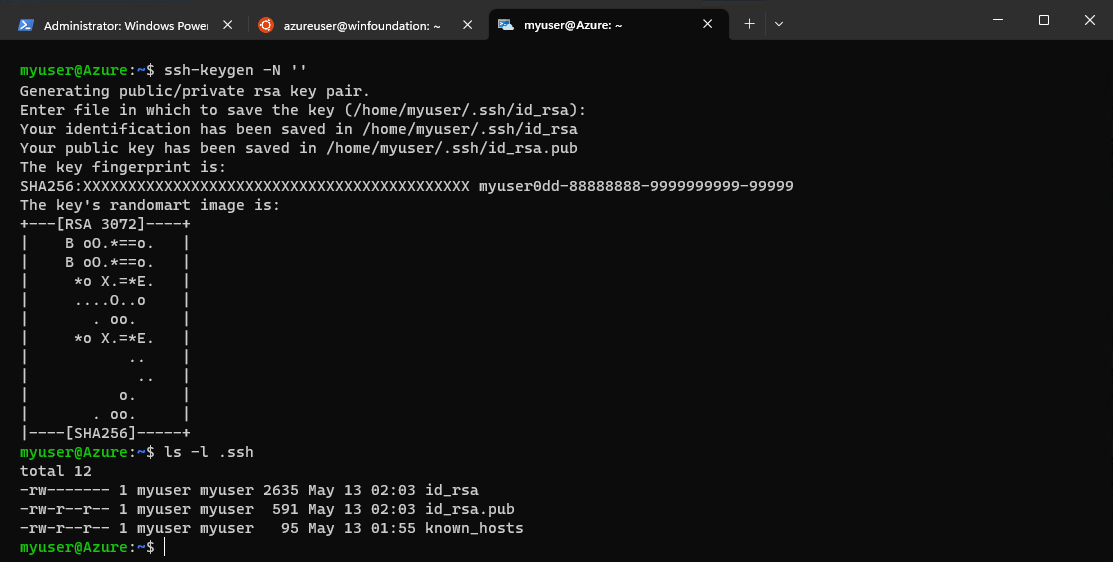 Administrator: Windows Power
azureuser@winfoundation: ~
myuser@Azure: ~
myuser@Azure:~$ ssh-keygen -N ''
Generating public/private rsa key pair.
Enter file in which to save the key (/home/myuser/.ssh/id_rsa):
Your identification has been saved in /home/myuser/.ssh/id_rsa
Your public key has been saved in /home/myuser/.ssh/id_rsa.pub
The key fingerprint is:
SHA256:XXXXXXXXXXXXXXXXXXXXXXXXXXXXXXXXXXXXXXXXXXX myuser0dd-88888888-9999999999-99999
The key's randomart image is:
+---[RSA 3072]----+
|    B oO.*==o.   |
|    B oO.*==o.   |
|     *o X.=*E.   |
|     ....O..o    |
|       . oo.     |
|     *o X.=*E.   |
|           ..    |
|            ..   |
|          o.     |
|       . oo.     |
|----[SHA256]-----+
myuser@Azure:~$ ls -l .ssh
total 12
-rw------- 1 myuser myuser 2635 May 13 02:03 id_rsa
-rw-r--r-- 1 myuser myuser  591 May 13 02:03 id_rsa.pub
-rw-r--r-- 1 myuser myuser   95 May 13 01:55 known_hosts
myuser@Azure:~$